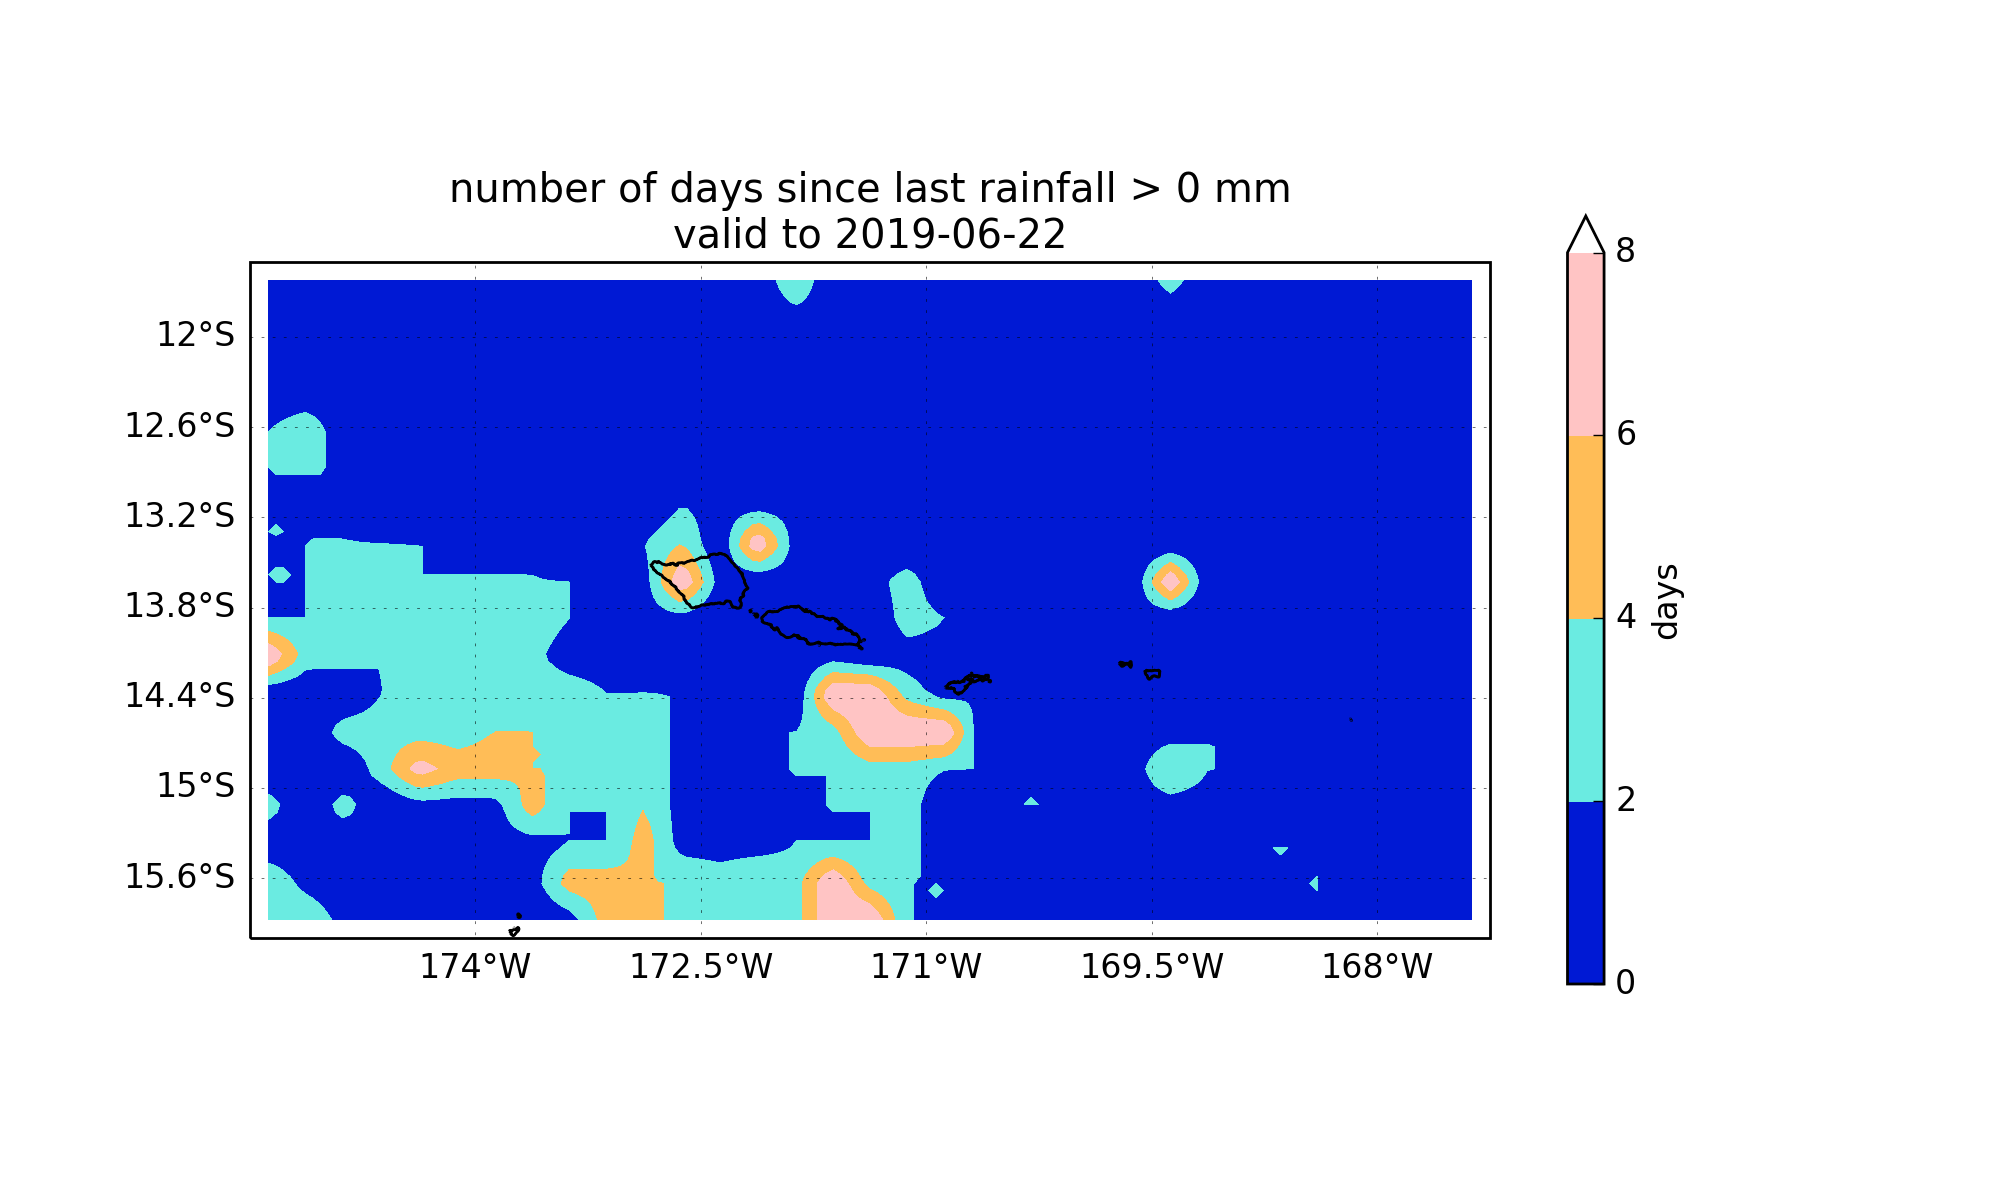 number of days since last rainfall > 0 mm
valid to 2019-06-22
12°S
12.6°S
13.2°S
13.8°S
14.4°S
15°S
15.6°S
174°W
172.5°W
171°W
169.5°W
168°W
8
6
4
2
0
days